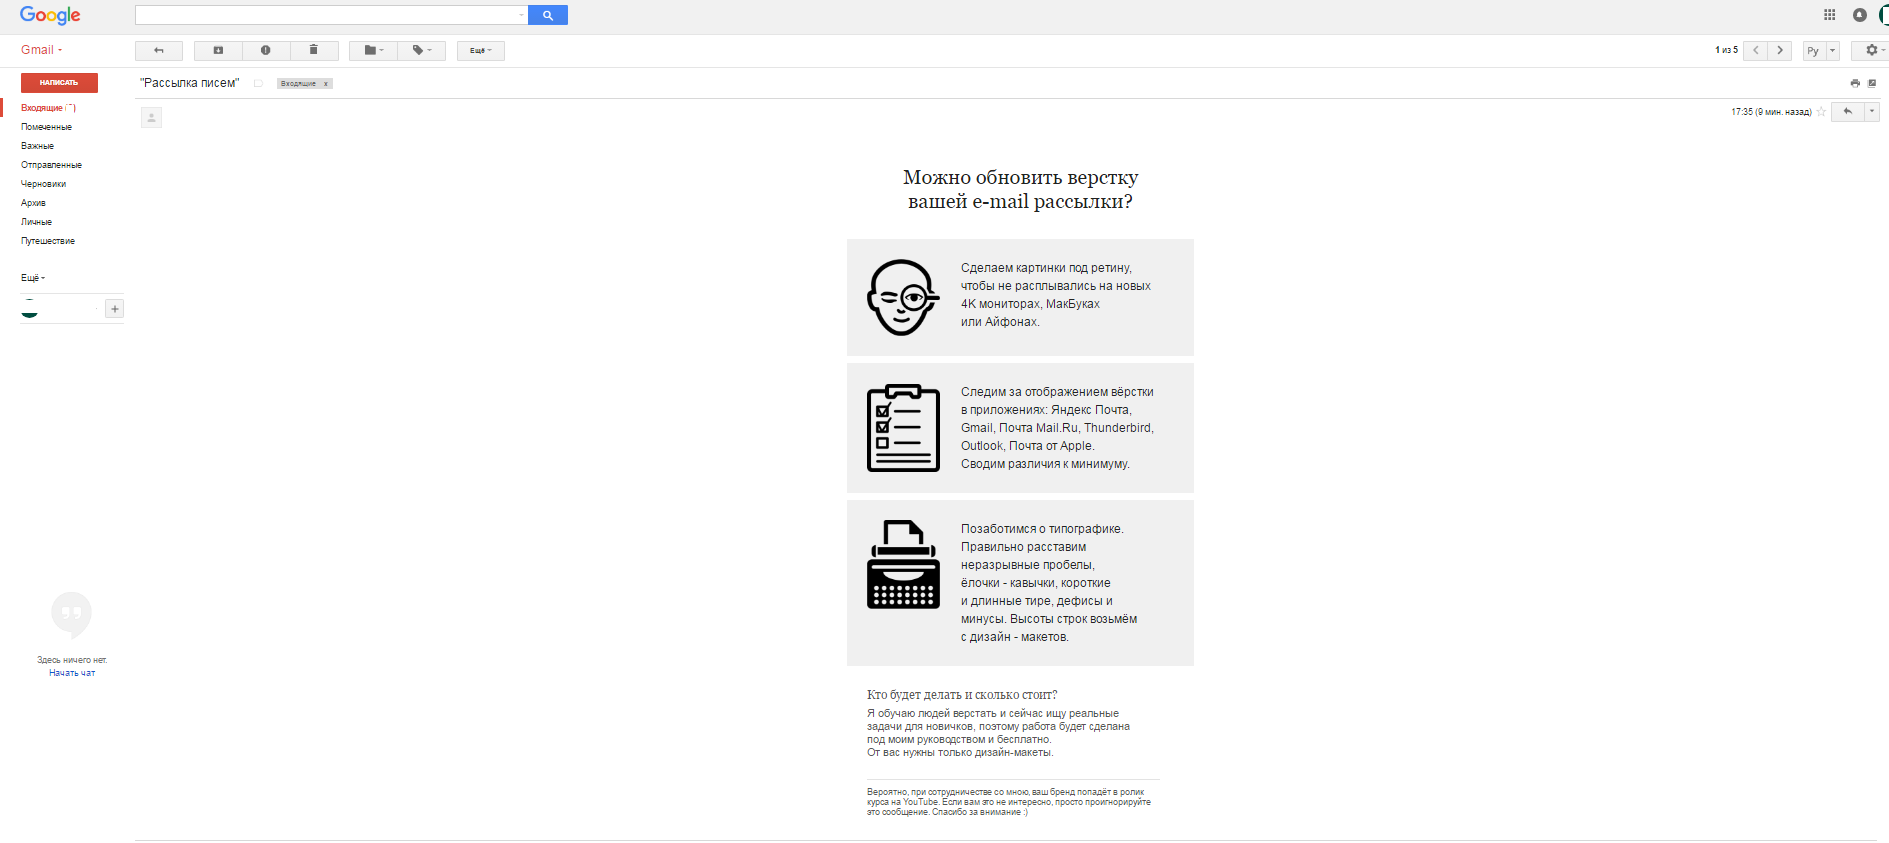 Google
Gmail
Ещё
1 из 5
Ру
НАПИСАТЬ
"Рассылка писем"
Входящие x
Входящие
Помеченные
Важные
Отправленные
Черновики
Архив
Личные
Путешествие
Ещё
17:35 (9 мин. назад)
Можно обновить верстку
вашей e-mail рассылки?
Сделаем картинки под ретину,
чтобы не расплывались на новых
4K мониторах, МакБуках
или Айфонах.
Следим за отображением вёрстки
в приложениях: Яндекс Почта,
Gmail, Почта Mail.Ru, Thunderbird,
Outlook, Почта от Apple.
Сводим различия к минимуму.
Позаботимся о типографике.
Правильно расставим
неразрывные пробелы,
ёлочки - кавычки, короткие
и длинные тире, дефисы и
минусы. Высоты строк возьмём
с дизайн - макетов.
Здесь ничего нет.
Начать чат
Кто будет делать и сколько стоит?
Я обучаю людей верстать и сейчас ищу реальные
задачи для новичков, поэтому работа будет сделана
под моим руководством и бесплатно.
От вас нужны только дизайн-макеты.
Вероятно, при сотрудничестве со мною, ваш бренд попадёт в ролик
курса на YouTube. Если вам это не интересно, просто проигнорируйте
это сообщение. Спасибо за внимание :)